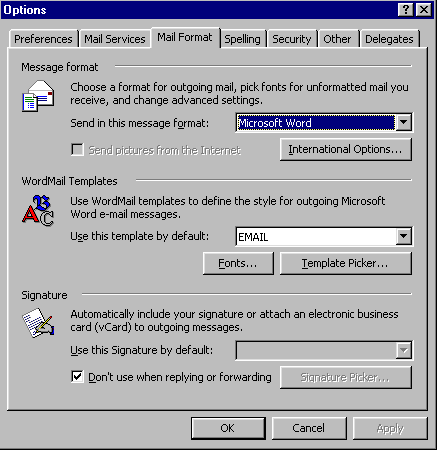 Options
Preferences Mail Services Mail Format Spelling Security Other Delegates
Message format
Choose a format for outgoing mail, pick fonts for unformatted mail you
receive, and change advanced settings.
Send in this message format: Microsoft Word
Send pictures from the Internet International Options...
WordMail Templates
Use WordMail templates to define the style for outgoing Microsoft
Word e-mail messages.
Use this template by default: EMAIL
Fonts... Template Picker...
Signature
Automatically include your signature or attach an electronic business
card (vCard) to outgoing messages.
Use this Signature by default:
Don't use when replying or forwarding Signature Picker...
OK Cancel Apply